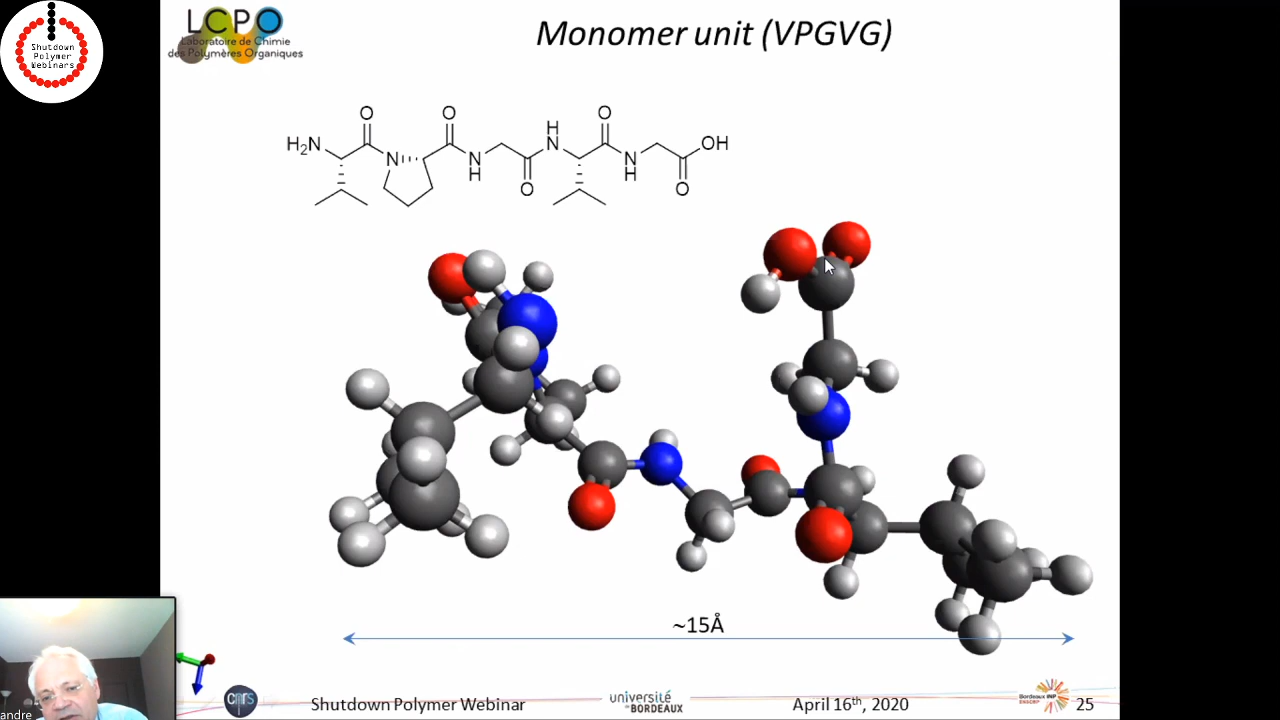 Shutdown
Polymer
Webinars
LCPO
Laboratoire de Chimie
des Polymères Organiques
Monomer unit (VPGVG)
H2N
O
N
O
N
H
O
H
N
O
N
H
O
OH
~15Å
andre
cnrs
Shutdown Polymer Webinar
université
de BORDEAUX
April 16th, 2020
Bordeaux INP
25